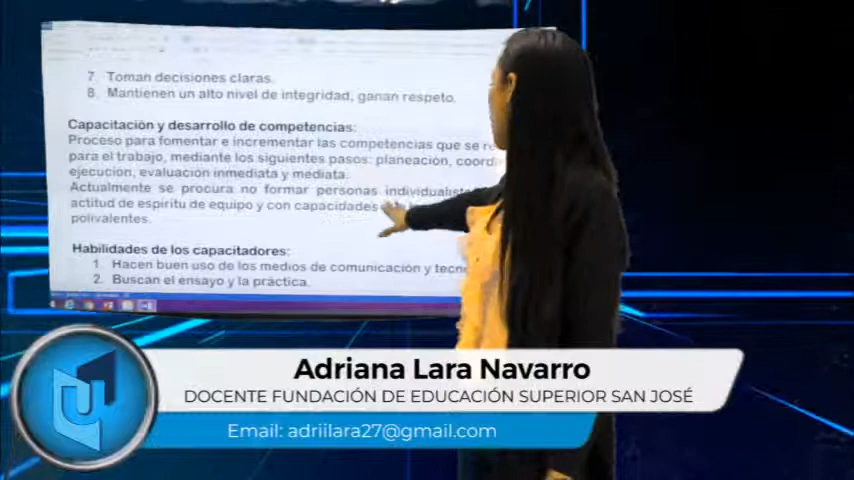 7. Toman decisiones claras.
8. Mantienen un alto nivel de integridad, ganan respeto.
Capacitación y desarrollo de competencias:
Proceso para fomentar e incrementar las competencias que se
para el trabajo, mediante los siguientes pasos: planeación,
ejecución, evaluación inmediata y mediata.
Actualmente se procura no formar personas
actitud de espíritu de equipo y con capacidades
polivalentes.
Habilidades de los capacitadores:
1. Hacen buen uso de los medios de comunicación y
2. Buscan el ensayo y la práctica.
Adriana Lara Navarro
DOCENTE FUNDACIÓN DE EDUCACIÓN SUPERIOR SAN JOSÉ
Email: adriilara27@gmail.com